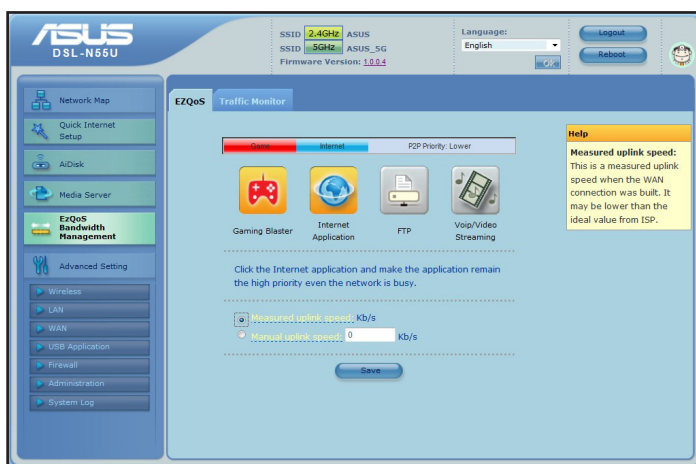 ASUS
DSL-N55U
SSID 2.4GHz ASUS
SSID 5GHz ASUS_5G
Firmware Version: 1.0.0.4
Language:
English
OK
Logout
Reboot
Network Map
Quick Internet
Setup
AiDisk
Media Server
EzQoS
Bandwidth
Management
Advanced Setting
Wireless
LAN
WAN
USB Application
Firewall
Administration
System Log
EZQoS
Traffic Monitor
Game
Internet
P2P Priority: Lower
Gaming Blaster
Internet
Application
FTP
Voip/Video
Streaming
Click the Internet application and make the application remain
the high priority even the network is busy.
Measured uplink speed: Kb/s
Manual uplink speed: 0 Kb/s
Save
Help
Measured uplink speed:
This is a measured uplink
speed when the WAN
connection was built. It
may be lower than the
ideal value from ISP.